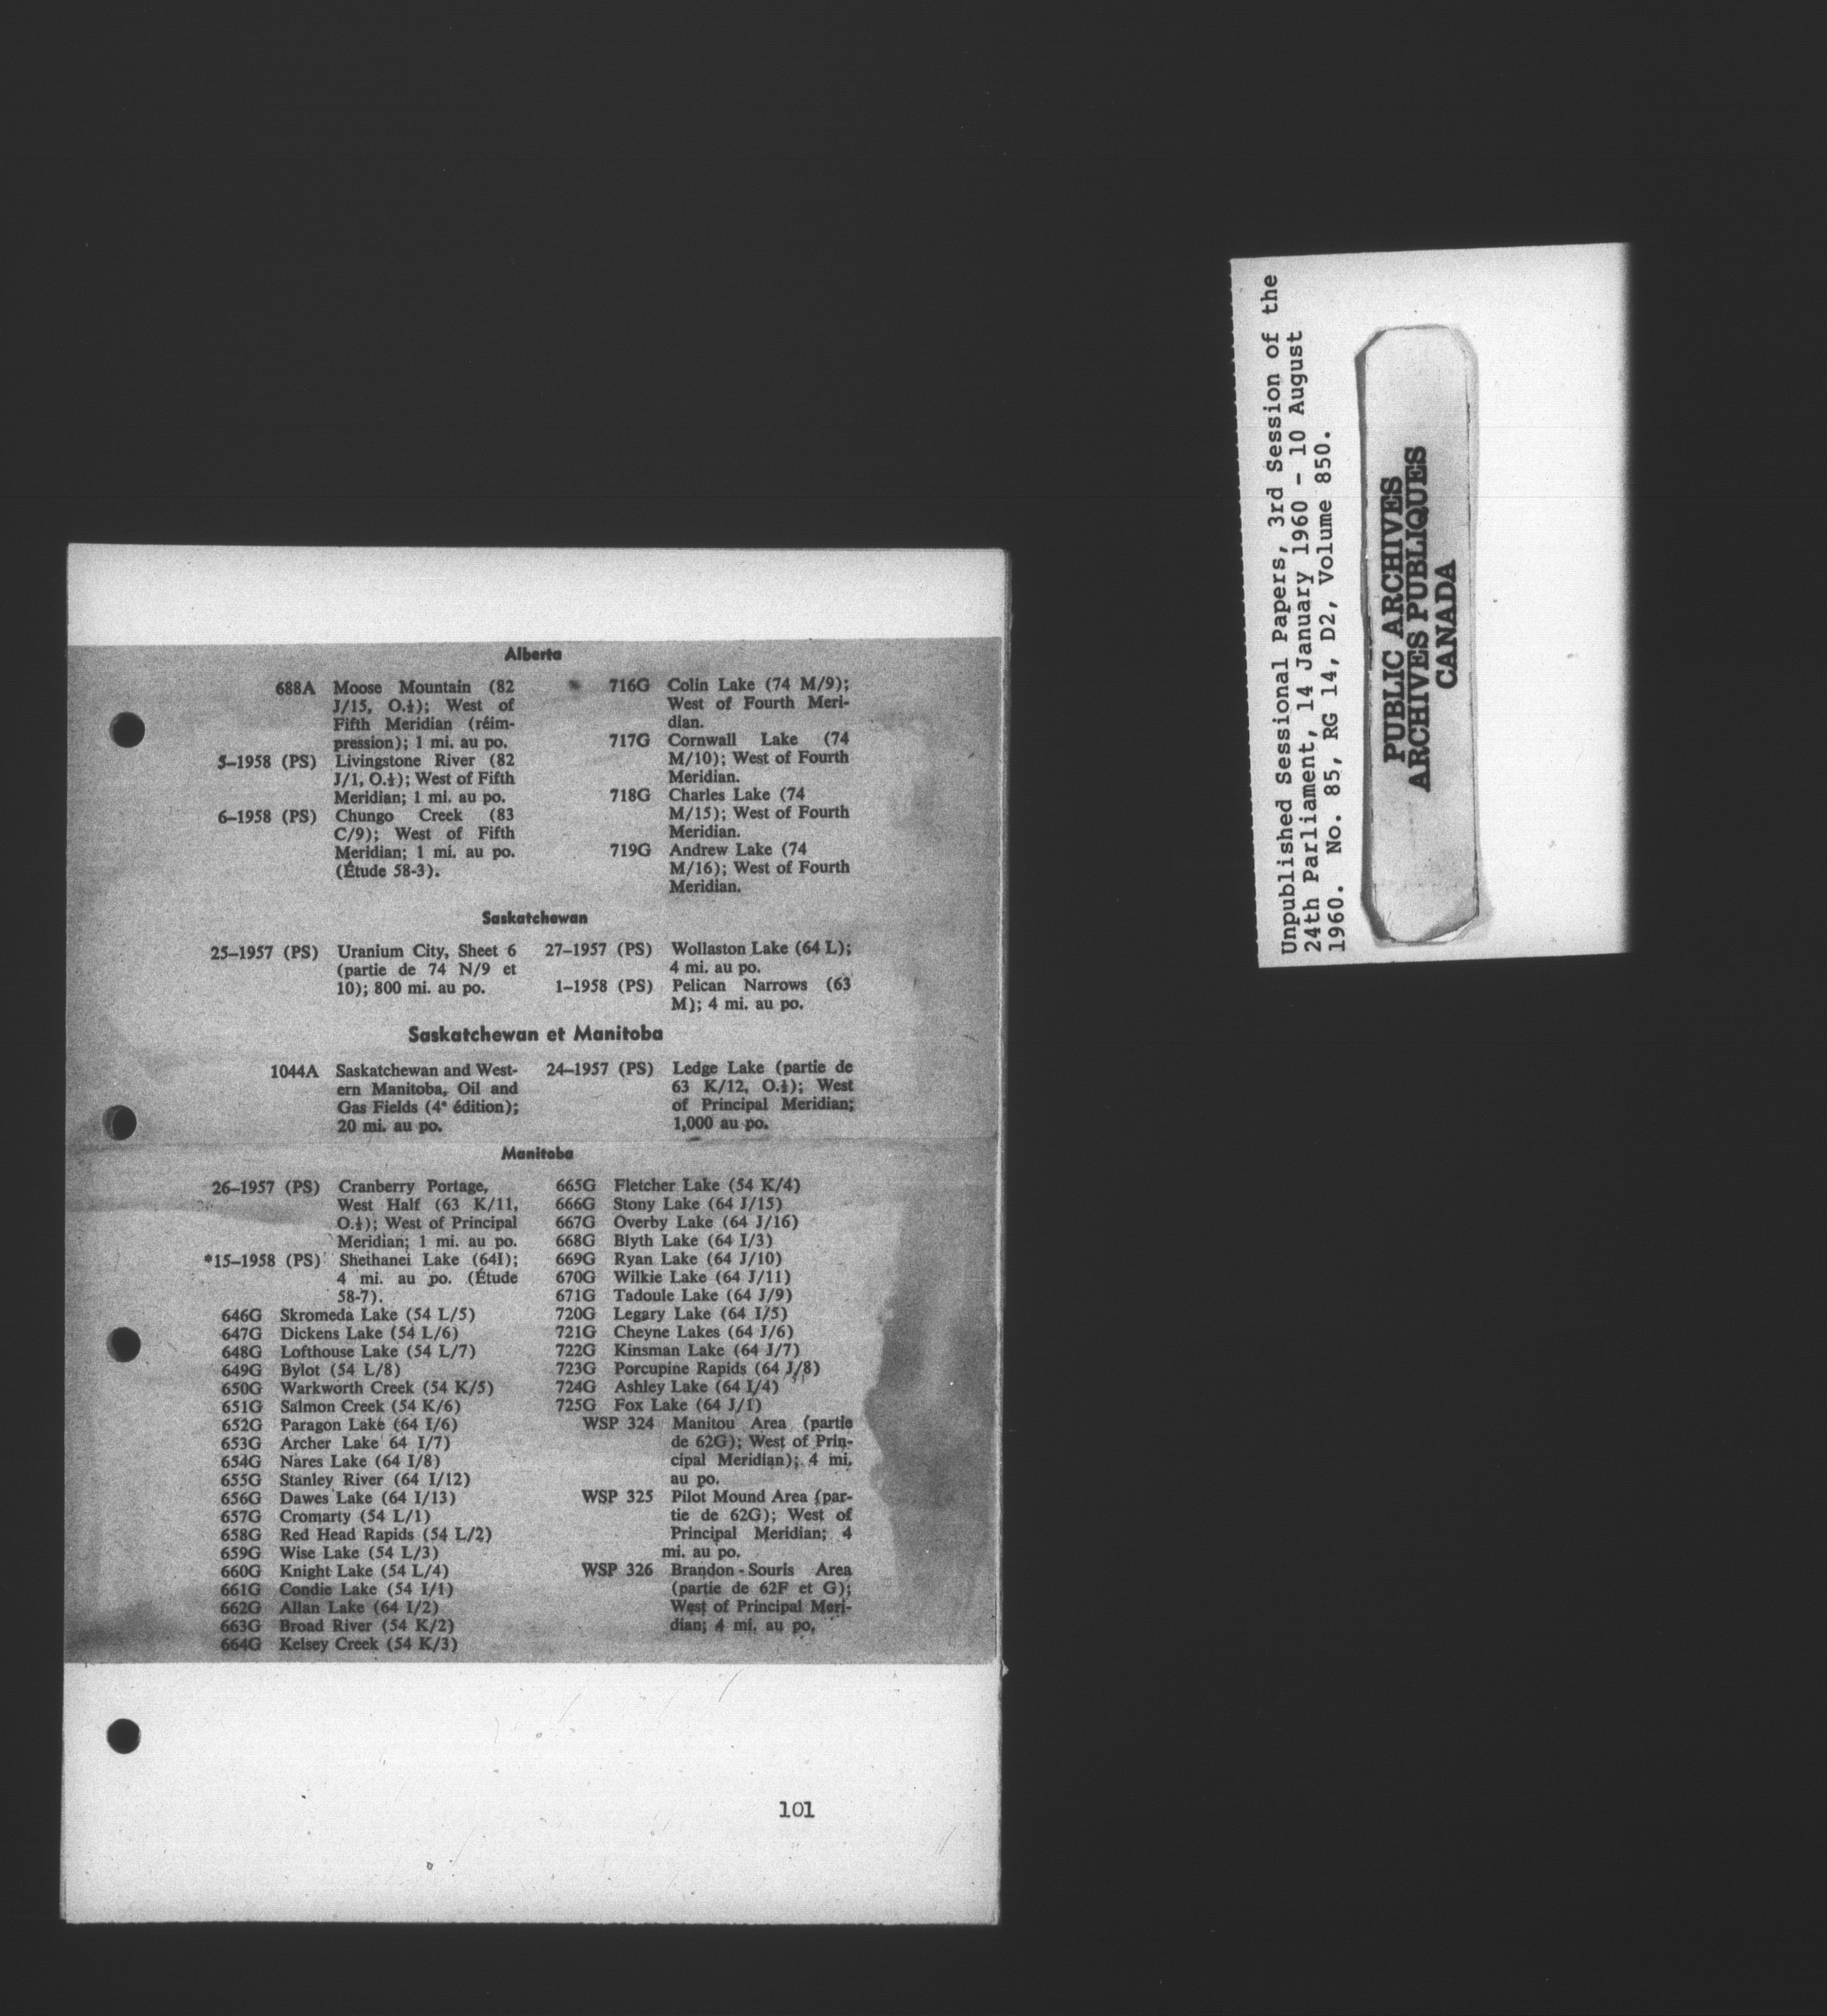 Alberta
688A Moose Mountain (82
J/15, O.½); West of
Fifth Meridian (réim-
pression); 1 mi. au po.
5–1958 (PS) Livingstone River (82
J/1, O.½); West of Fifth
Meridian; 1 mi. au po.
6–1958 (PS) Chungo Creek (83
C/9); West of Fifth
Meridian; 1 mi. au po.
(Étude 58-3).
716G Colin Lake (74 M/9);
West of Fourth Meri-
dian.
717G Cornwall Lake (74
M/10); West of Fourth
Meridian.
718G Charles Lake (74
M/15); West of Fourth
Meridian.
719G Andrew Lake (74
M/16); West of Fourth
Meridian.
Saskatchewan
25–1957 (PS) Uranium City, Sheet 6
(partie de 74 N/9 et
10); 800 mi. au po.
27–1957 (PS) Wollaston Lake (64 L);
4 mi. au po.
1–1958 (PS) Pelican Narrows (63
M); 4 mi. au po.
Saskatchewan et Manitoba
1044A Saskatchewan and West-
ern Manitoba, Oil and
Gas Fields (4e édition);
20 mi. au po.
24–1957 (PS) Ledge Lake (partie de
63 K/12, O.½); West
of Principal Meridian;
1,000 au po.
Manitoba
26–1957 (PS) Cranberry Portage,
West Half (63 K/11,
O.½); West of Principal
Meridian; 1 mi. au po.
*15–1958 (PS) Shethanei Lake (64I);
4 mi. au po. (Étude
58-7).
646G Skromeda Lake (54 L/5)
647G Dickens Lake (54 L/6)
648G Lofthouse Lake (54 L/7)
649G Bylot (54 L/8)
650G Warkworth Creek (54 K/5)
651G Salmon Creek (54 K/6)
652G Paragon Lake (64 I/6)
653G Archer Lake 64 I/7)
654G Nares Lake (64 I/8)
655G Stanley River (64 I/12)
656G Dawes Lake (64 I/13)
657G Cromarty (54 L/1)
658G Red Head Rapids (54 L/2)
659G Wise Lake (54 L/3)
660G Knight Lake (54 L/4)
661G Condie Lake (54 I/1)
662G Allan Lake (64 I/2)
663G Broad River (54 K/2)
664G Kelsey Creek (54 K/3)
665G Fletcher Lake (54 K/4)
666G Stony Lake (64 J/15)
667G Overby Lake (64 J/16)
668G Blyth Lake (64 I/3)
669G Ryan Lake (64 J/10)
670G Wilkie Lake (64 J/11)
671G Tadoule Lake (64 J/9)
720G Legary Lake (64 I/5)
721G Cheyne Lakes (64 J/6)
722G Kinsman Lake (64 J/7)
723G Porcupine Rapids (64 J/8)
724G Ashley Lake (64 I/4)
725G Fox Lake (64 J/1)
WSP 324 Manitou Area (partie
de 62G); West of Prin-
cipal Meridian); 4 mi.
au po.
WSP 325 Pilot Mound Area (par-
tie de 62G); West of
Principal Meridian; 4
mi. au po.
WSP 326 Brandon - Souris Area
(partie de 62F et G);
West of Principal Meri-
dian; 4 mi. au po.
101
Unpublished Sessional Papers, 3rd Session of the
24th Parliament, 14 January 1960 - 10 August
1960. No. 85, RG 14, D2, Volume 850.
PUBLIC ARCHIVES
ARCHIVES PUBLIQUES
CANADA